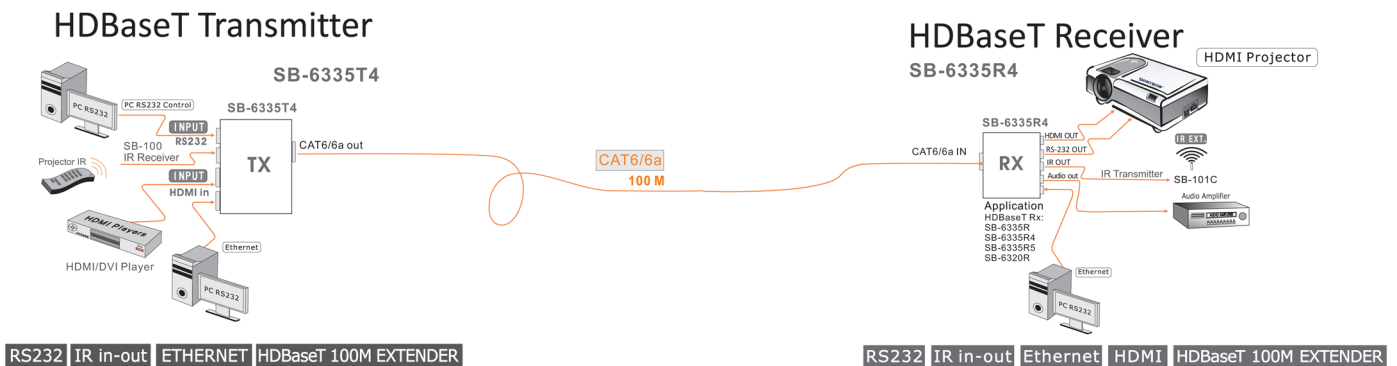 HDBaseT Transmitter
SB-6335T4
PC RS232
PC RS232 Control
INPUT
RS232
SB-100
IR Receiver
Projector IR
INPUT
HDMI in
HDMI Players
HDMI/DVI Player
SB-6335T4
TX
CAT6/6a out
Ethernet
PC RS232
CAT6/6a
100 M
HDBaseT Receiver
SB-6335R4
HDMI Projector
SB-6335R4
CAT6/6a IN
RX
HDMI OUT
RS-232 OUT
IR OUT
Audio out
IR Transmitter
IR EXT.
SB-101C
Audio Amplifier
AUDIO AMPLIFIER
Application
HDBaseT Rx:
SB-6335R
SB-6335R4
SB-6335R5
SB-6320R
Ethernet
PC RS232
RS232 IR in-out ETHERNET HDBaseT 100M EXTENDER
RS232 IR in-out Ethernet HDMI HDBaseT 100M EXTENDER